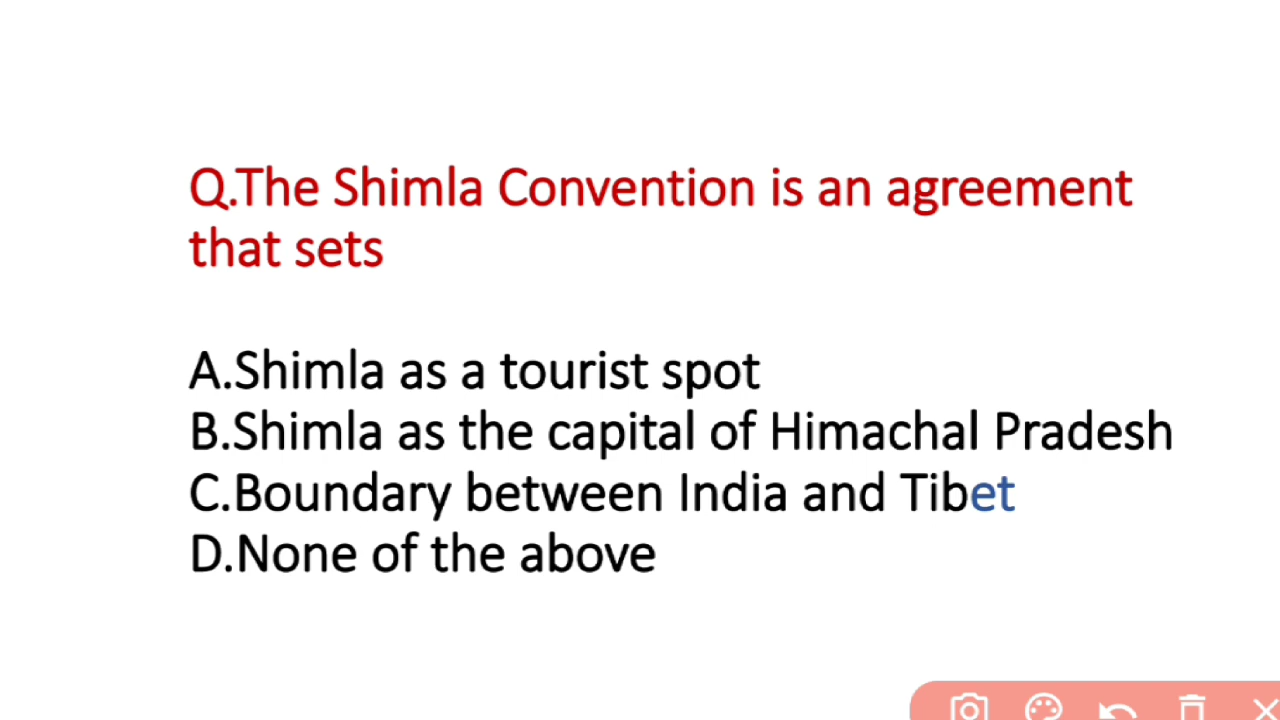 Q.The Shimla Convention is an agreement
that sets
A.Shimla as a tourist spot
B.Shimla as the capital of Himachal Pradesh
C.Boundary between India and Tibet
D.None of the above